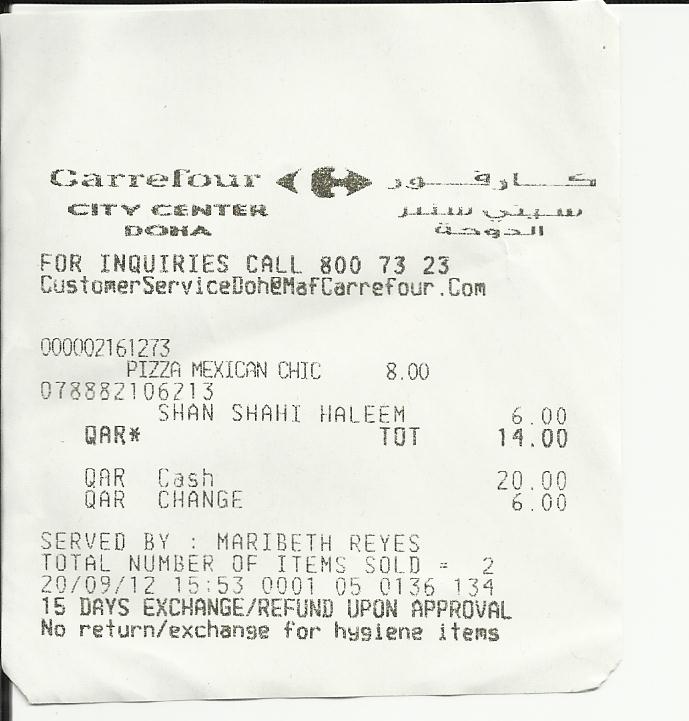 Carrefour كارفور
CITY CENTER سيتي سنتر
DOHA الدوحة
FOR INQUIRIES CALL 800 73 23
CustomerServiceDoh@MafCarrefour.Com
000002161273
PIZZA MEXICAN CHIC 8.00
078882106213
SHAN SHAHI HALEEM 6.00
QAR* TOT 14.00
QAR Cash 20.00
QAR CHANGE 6.00
SERVED BY : MARIBETH REYES
TOTAL NUMBER OF ITEMS SOLD = 2
20/09/12 15:53 0001 05 0136 134
15 DAYS EXCHANGE/REFUND UPON APPROVAL
No return/exchange for hygiene items